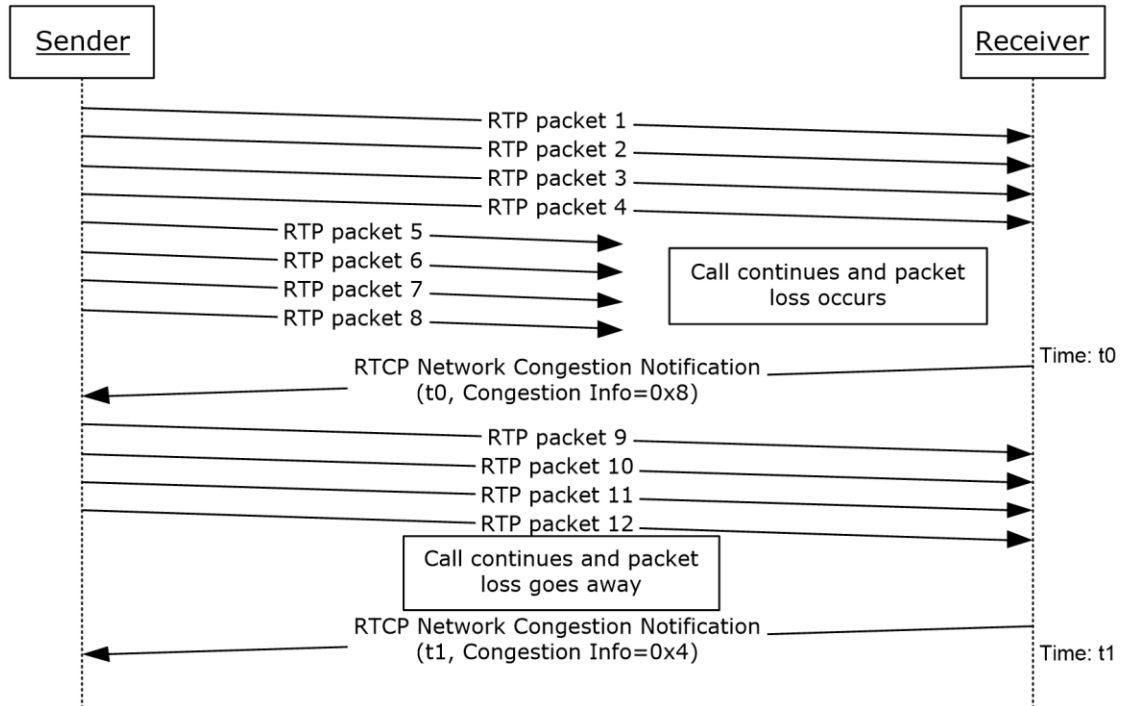 Sender
Receiver
RTP packet 1
RTP packet 2
RTP packet 3
RTP packet 4
RTP packet 5
RTP packet 6
RTP packet 7
RTP packet 8
Call continues and packet
loss occurs
Time: t0
RTCP Network Congestion Notification
(t0, Congestion Info=0x8)
RTP packet 9
RTP packet 10
RTP packet 11
RTP packet 12
Call continues and packet
loss goes away
RTCP Network Congestion Notification
(t1, Congestion Info=0x4)
Time: t1